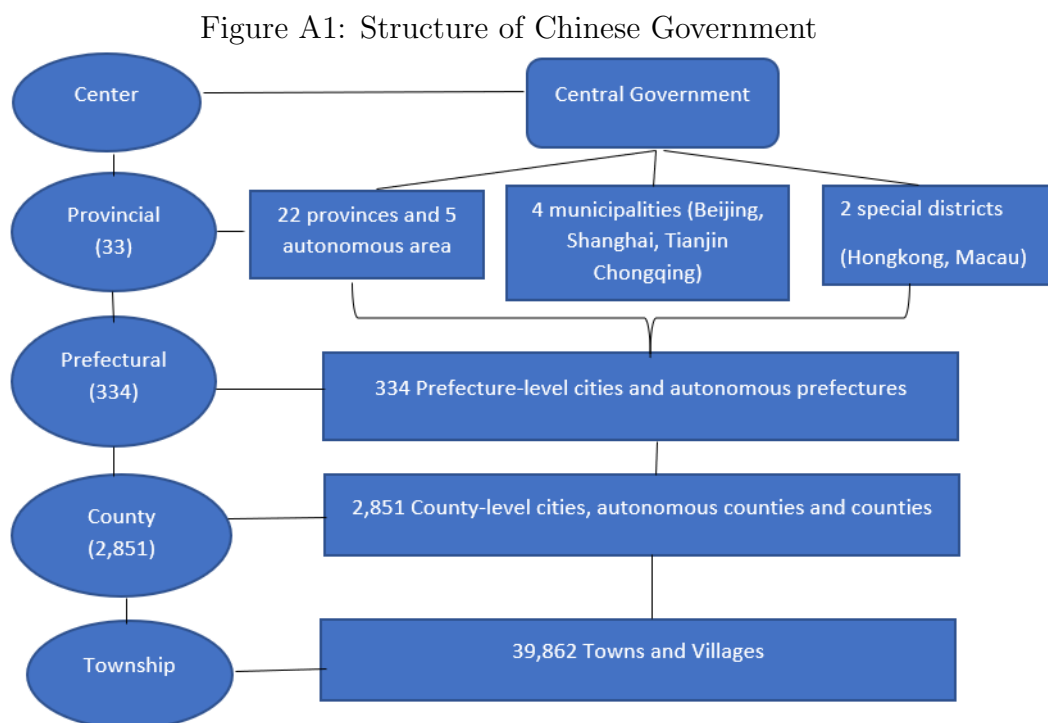 Figure A1: Structure of Chinese Government
Center
Central Government
Provincial
(33)
22 provinces and 5
autonomous area
4 municipalities (Beijing,
Shanghai, Tianjin
Chongqing)
2 special districts
(Hongkong, Macau)
Prefectural
(334)
334 Prefecture-level cities and autonomous prefectures
County
(2,851)
2,851 County-level cities, autonomous counties and counties
Township
39,862 Towns and Villages